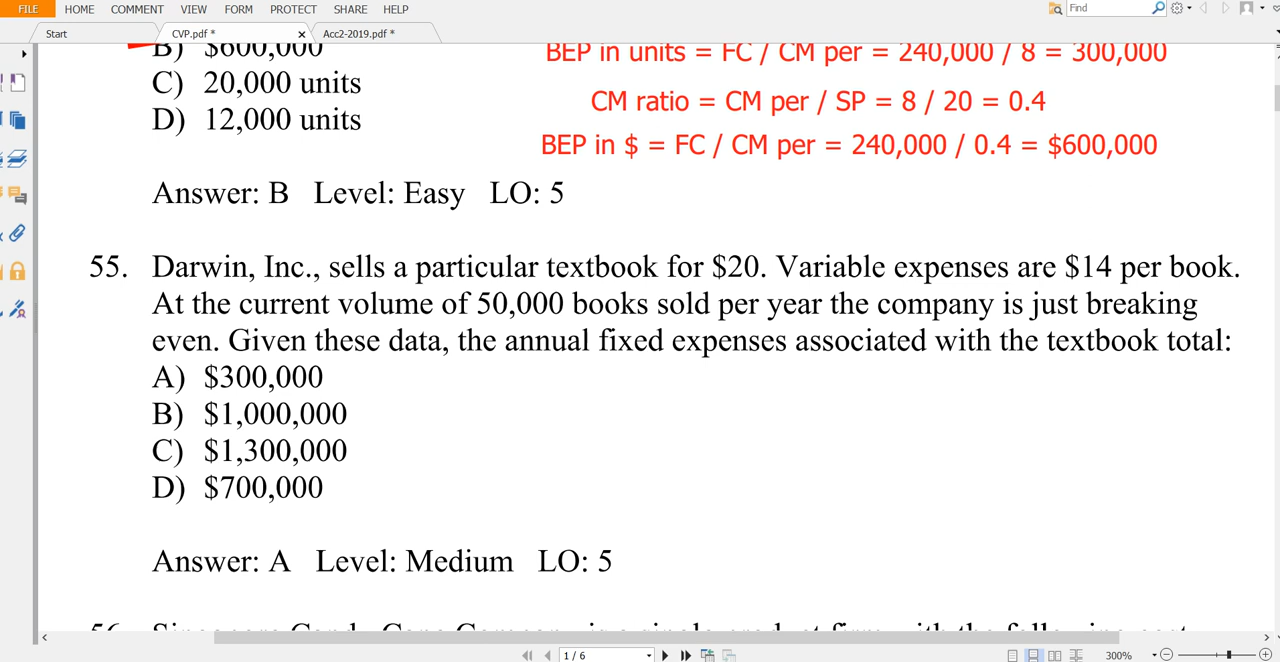 FILE HOME COMMENT VIEW FORM PROTECT SHARE HELP Find
Start CVP.pdf * x Acc2-2019.pdf *
B) $600,000 BEP in units = FC / CM per = 240,000 / 8 = 300,000
C) 20,000 units
CM ratio = CM per / SP = 8 / 20 = 0.4
D) 12,000 units
BEP in $ = FC / CM per = 240,000 / 0.4 = $600,000
Answer: B Level: Easy LO: 5
55. Darwin, Inc., sells a particular textbook for $20. Variable expenses are $14 per book.
At the current volume of 50,000 books sold per year the company is just breaking
even. Given these data, the annual fixed expenses associated with the textbook total:
A) $300,000
B) $1,000,000
C) $1,300,000
D) $700,000
Answer: A Level: Medium LO: 5
1 / 6 300%